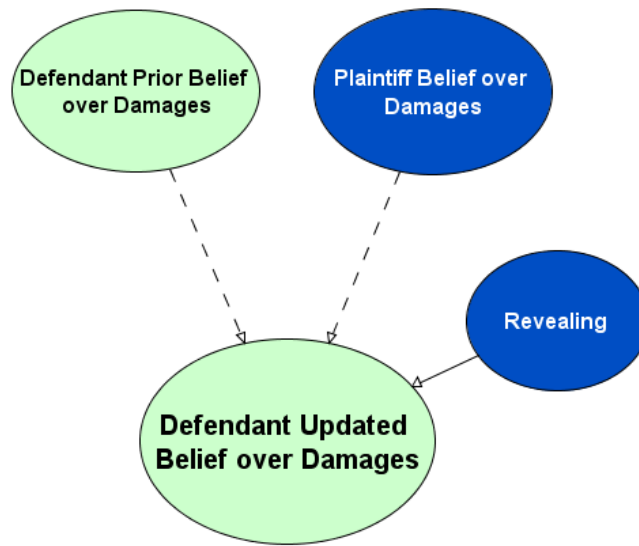 Defendant Prior Belief
over Damages
Plaintiff Belief over
Damages
Revealing
Defendant Updated
Belief over Damages